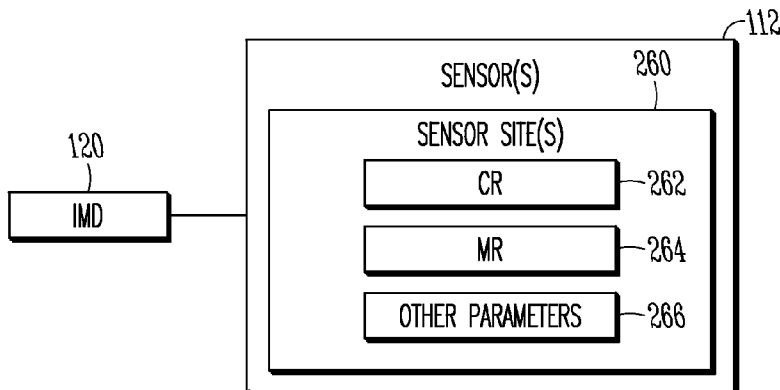 112
SENSOR(S)
260
SENSOR SITE(S)
120
IMD
CR
262
MR
264
OTHER PARAMETERS
266